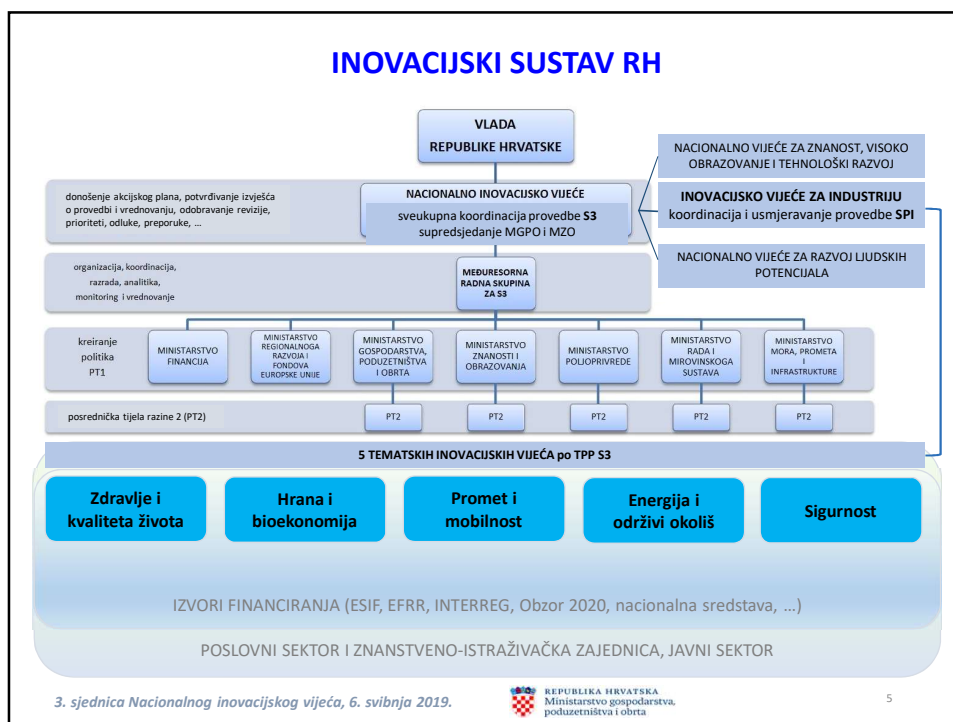 INOVACIJSKI SUSTAV RH
VLADA
REPUBLIKE HRVATSKE
NACIONALNO VIJEĆE ZA ZNANOST, VISOKO
OBRAZOVANJE I TEHNOLOŠKI RAZVOJ
donošenje akcijskog plana, potvrđivanje izvješća
o provedbi i vrednovanju, odobravanje revizije,
prioriteti, odluke, preporuke, ...
NACIONALNO INOVACIJSKO VIJEĆE
sveukupna koordinacija provedbe S3
supredsjedanje MGPO i MZO
INOVACIJSKO VIJEĆE ZA INDUSTRIJU
koordinacija i usmjeravanje provedbe SPI
NACIONALNO VIJEĆE ZA RAZVOJ LJUDSKIH
POTENCIJALA
organizacija, koordinacija,
razrada, analitika,
monitoring i vrednovanje
MEĐURESORNA
RADNA SKUPINA
ZA S3
kreiranje
politika
PT1
MINISTARSTVO
FINANCIJA
MINISTARSTVO
REGIONALNOGA
RAZVOJA I
FONDOVA
EUROPSKE UNIJE
MINISTARSTVO
GOSPODARSTVA,
PODUZETNIŠTVA
I OBRTA
MINISTARSTVO
ZNANOSTI I
OBRAZOVANJA
MINISTARSTVO
POLJOPRIVREDE
MINISTARSTVO
RADA I
MIROVINSKOGA
SUSTAVA
MINISTARSTVO
MORA, PROMETA
I
INFRASTRUKTURE
posrednička tijela razine 2 (PT2)
PT2
PT2
PT2
PT2
PT2
5 TEMATSKIH INOVACIJSKIH VIJEĆA po TPP S3
Zdravlje i
kvaliteta života
Hrana i
bioekonomija
Promet i
mobilnost
Energija i
održivi okoliš
Sigurnost
IZVORI FINANCIRANJA (ESIF, EFRR, INTERREG, Obzor 2020, nacionalna sredstava, ...)
POSLOVNI SEKTOR I ZNANSTVENO-ISTRAŽIVAČKA ZAJEDNICA, JAVNI SEKTOR
3. sjednica Nacionalnog inovacijskog vijeća, 6. svibnja 2019.
REPUBLIKA HRVATSKA
Ministarstvo gospodarstva,
poduzetništva i obrta
5